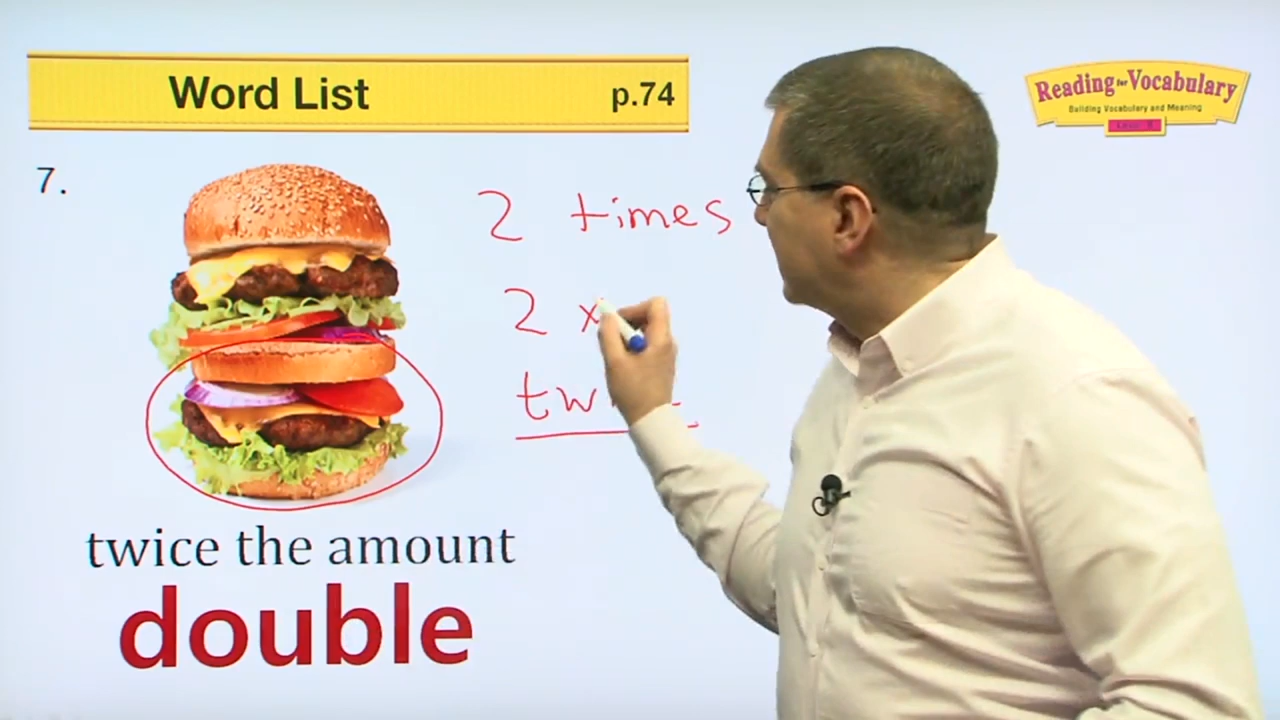 Word List p.74
Reading for Vocabulary
Building Vocabulary and Meaning
7.
2 times
2 x
twice the amount
double